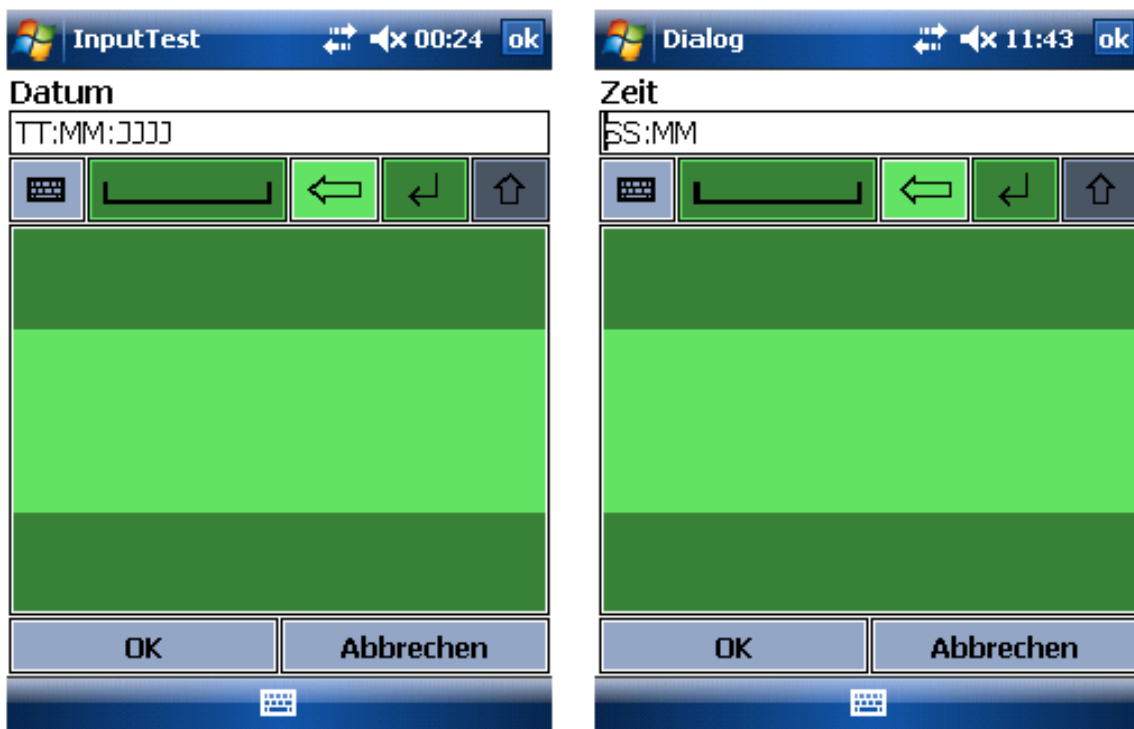 InputTest 00:24 ok
Datum
TT:MM:JJJJ
OK Abbrechen
Dialog 11:43 ok
Zeit
SS:MM
OK Abbrechen